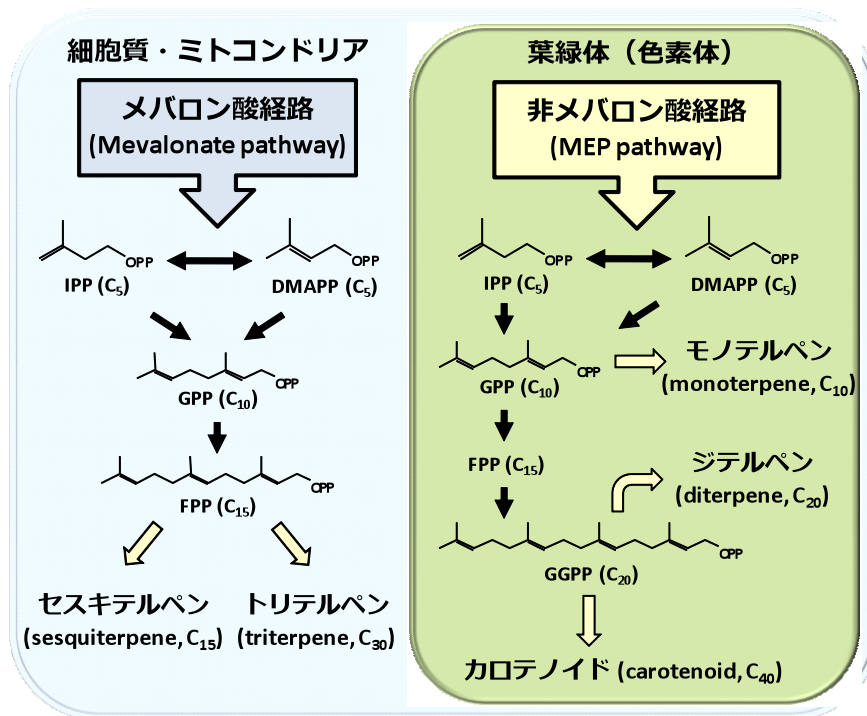 細胞質・ミトコンドリア
メバロン酸経路
(Mevalonate pathway)
OPP
IPP (C5)
OPP
DMAPP (C5)
OPP
GPP (C10)
OPP
FPP (C15)
セスキテルペン
(sesquiterpene, C15)
トリテルペン
(triterpene, C30)
葉緑体（色素体）
非メバロン酸経路
(MEP pathway)
OPP
IPP (C5)
OPP
DMAPP (C5)
OPP
GPP (C10)
モノテルペン
(monoterpene, C10)
FPP (C15)
ジテルペン
(diterpene, C20)
OPP
GGPP (C20)
カロテノイド (carotenoid, C40)